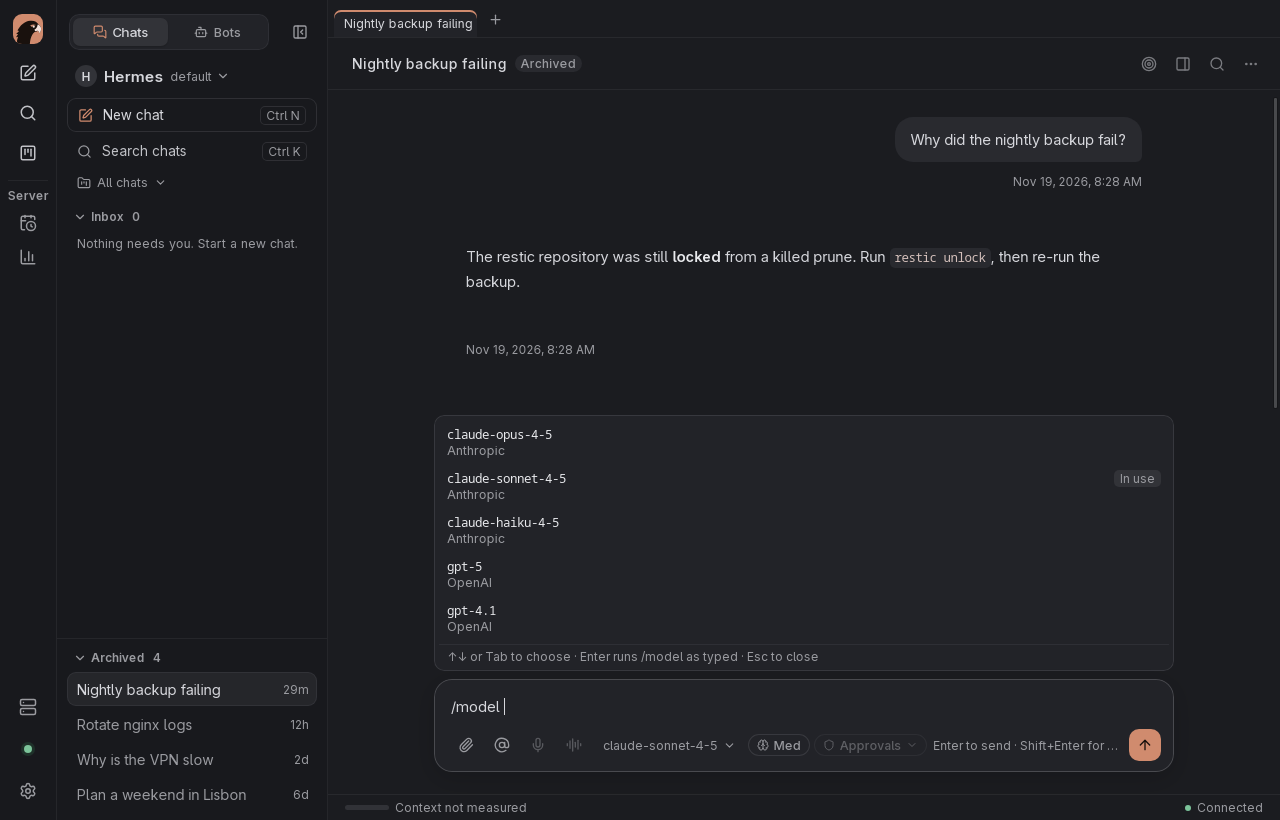 Chats
Bots
H Hermes default
New chat Ctrl N
Search chats Ctrl K
All chats
Server
Inbox 0
Nothing needs you. Start a new chat.
Archived 4
Nightly backup failing 29m
Rotate nginx logs 12h
Why is the VPN slow 2d
Plan a weekend in Lisbon 6d
Nightly backup failing
Nightly backup failing Archived
Why did the nightly backup fail?
Nov 19, 2026, 8:28 AM
The restic repository was still locked from a killed prune. Run restic unlock, then re-run the
backup.
Nov 19, 2026, 8:28 AM
claude-opus-4-5
Anthropic
claude-sonnet-4-5 In use
Anthropic
claude-haiku-4-5
Anthropic
gpt-5
OpenAI
gpt-4.1
OpenAI
↑↓ or Tab to choose · Enter runs /model as typed · Esc to close
/model
claude-sonnet-4-5 Med Approvals Enter to send · Shift+Enter for …
Context not measured
Connected